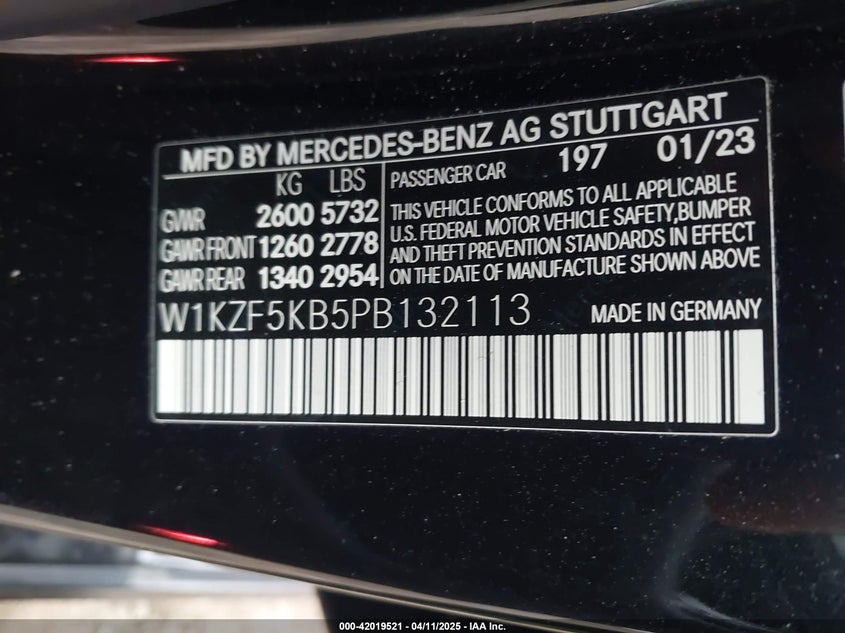 MFD BY MERCEDES-BENZ AG STUTTGART
KG LBS
GVWR 2600 5732
GAWR FRONT 1260 2778
GAWR REAR 1340 2954
PASSENGER CAR 197 01/23
THIS VEHICLE CONFORMS TO ALL APPLICABLE
U.S. FEDERAL MOTOR VEHICLE SAFETY,BUMPER
AND THEFT PREVENTION STANDARDS IN EFFECT
ON THE DATE OF MANUFACTURE SHOWN ABOVE
W1KZF5KB5PB132113 MADE IN GERMANY
000-42019521 - 04/11/2025 - IAA Inc.